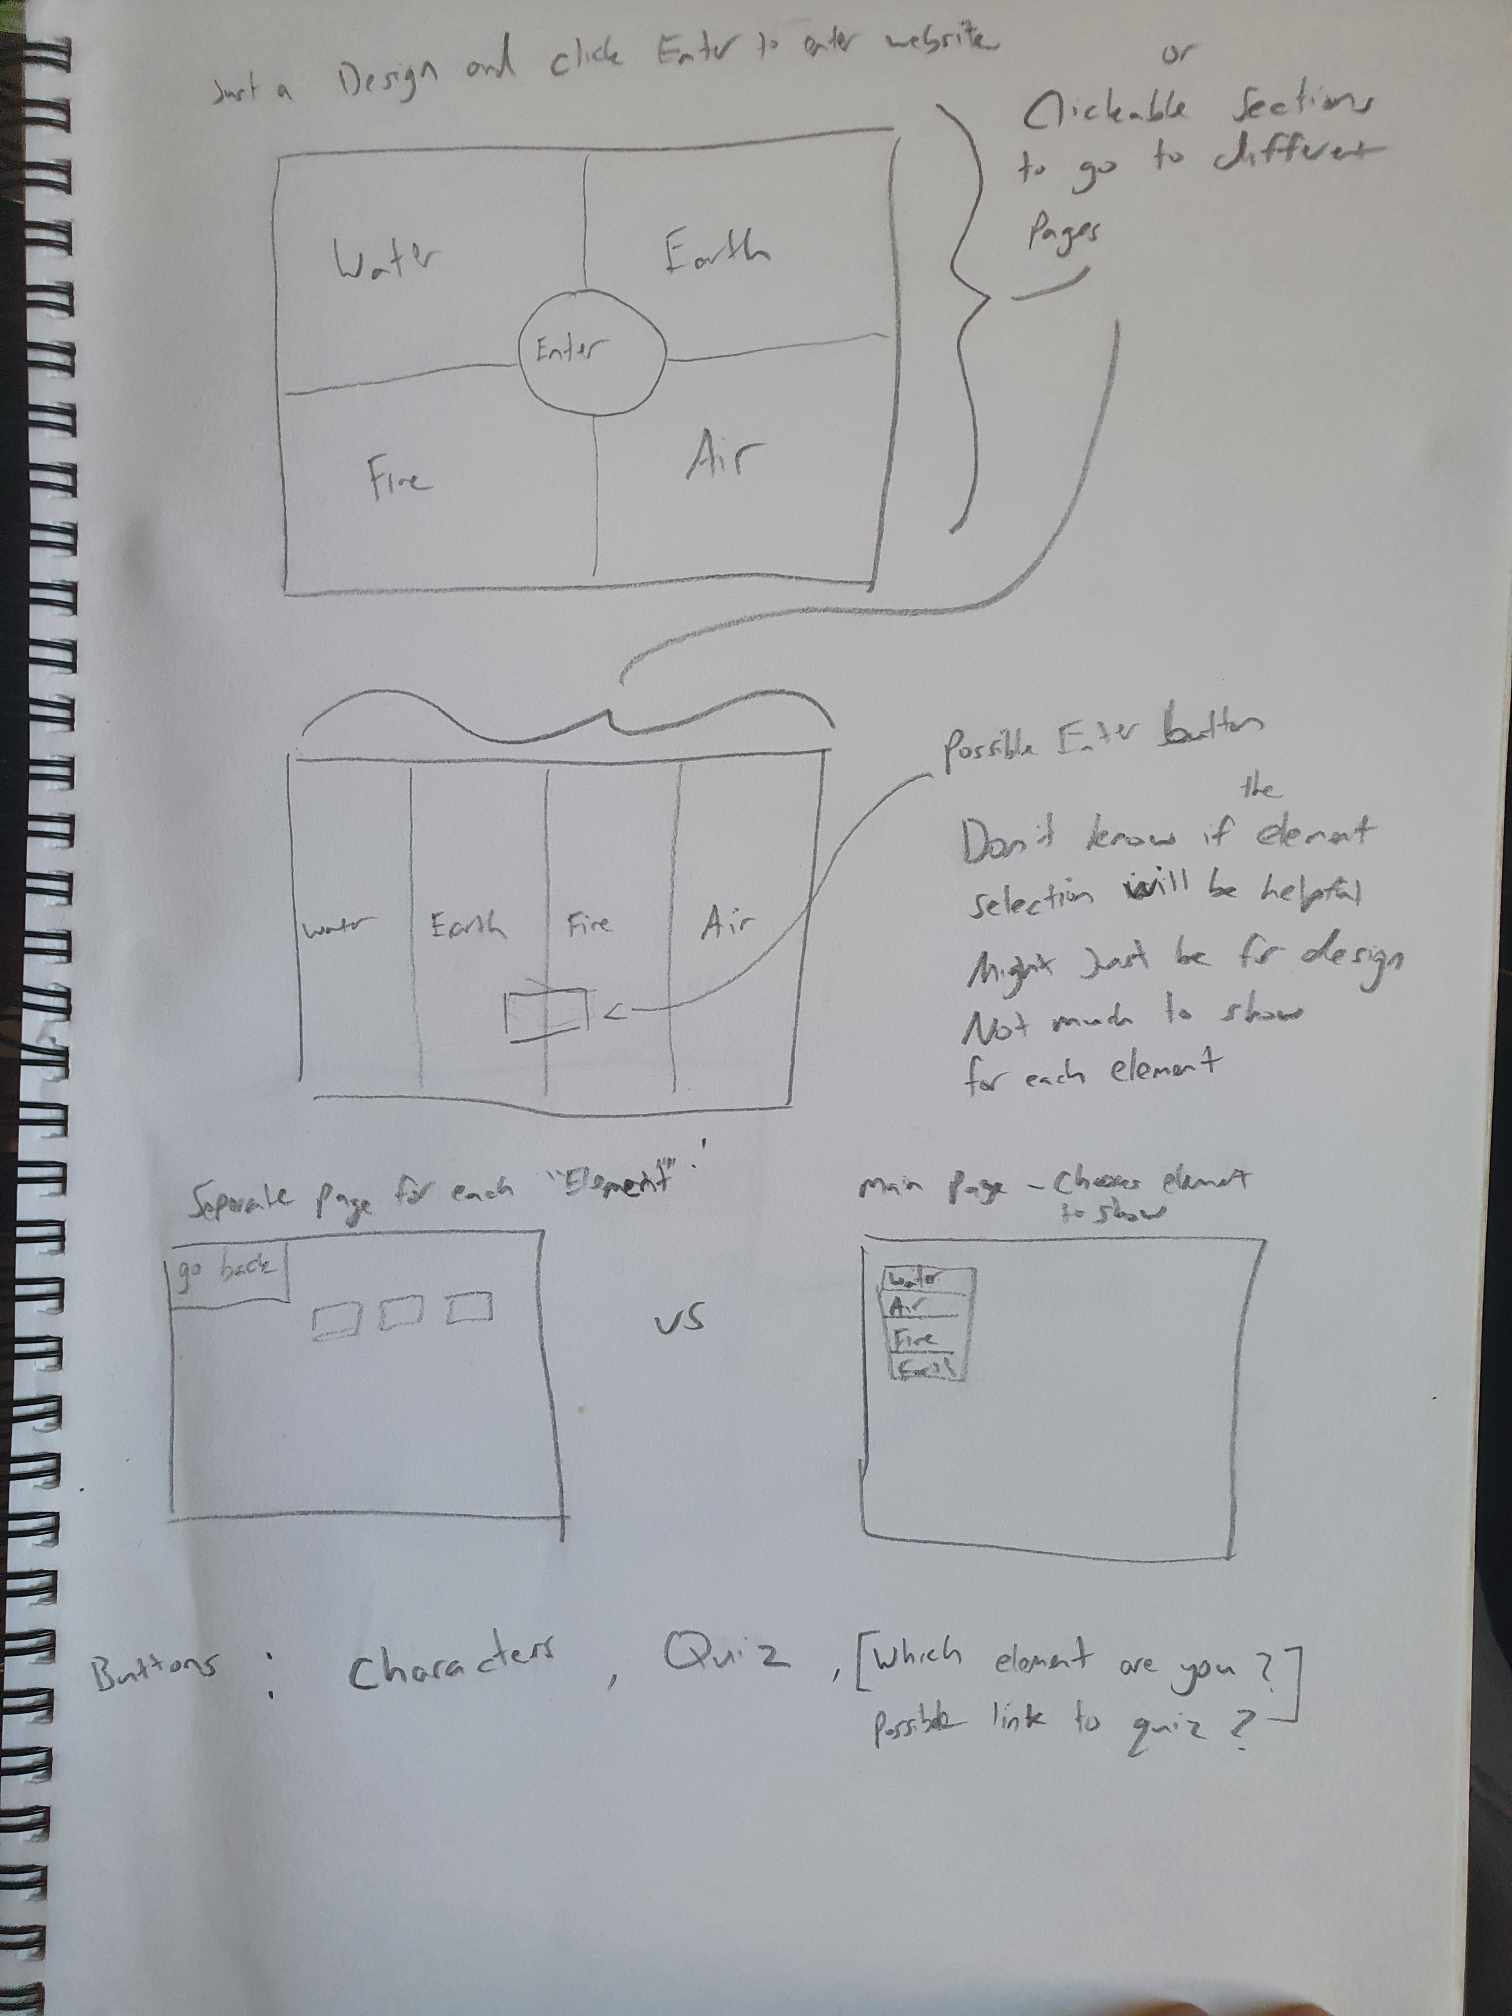 Just a Design and click Enter to enter website
or
Clickable Sections
to go to different
Pages
Water
Earth
Enter
Fire
Air
Possible Enter button
the
Don't know if element
selection will be helpful
Might Just be for design
Not much to show
for each element
water
Earth
Fire
Air
Separate page for each "Element":
go back
vs
Main page - Choose element
to show
Water
Air
Fire
Earth
Buttons : Characters , Quiz , [Which element are you ?
Possible link to quiz ?]